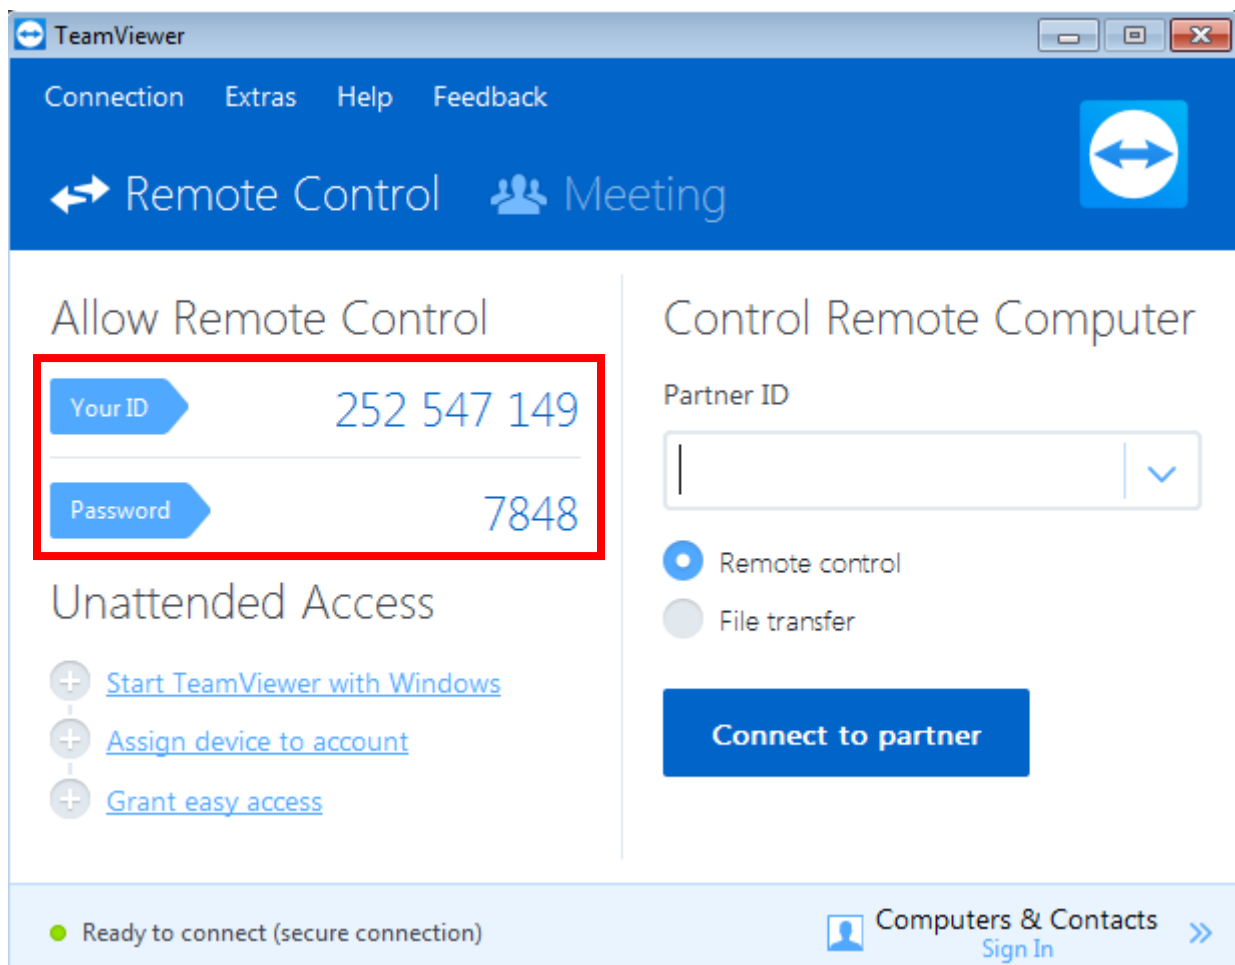 TeamViewer
Connection Extras Help Feedback
Remote Control Meeting
Allow Remote Control
Your ID 252 547 149
Password 7848
Unattended Access
Start TeamViewer with Windows
Assign device to account
Grant easy access
Control Remote Computer
Partner ID
Remote control
File transfer
Connect to partner
Ready to connect (secure connection)
Computers & Contacts
Sign In